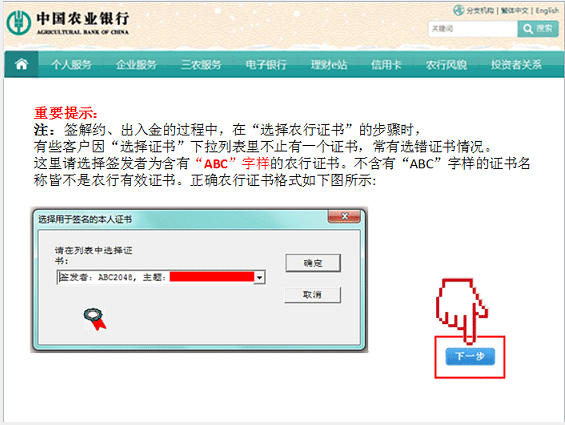 中国农业银行
AGRICULTURAL BANK OF CHINA
分支机构 | 繁体中文 | English
关键词 搜索
个人服务 企业服务 三农服务 电子银行 理财e站 信用卡 农行风貌 投资者关系
重要提示:
注: 签解约、出入金的过程中，在“选择农行证书”的步骤时，
有些客户因“选择证书”下拉列表里不止有一个证书，常有选错证书情况。
这里请选择签发者为含有“ABC”字样的农行证书。不含有“ABC”字样的证书名
称皆不是农行有效证书。正确农行证书格式如下图所示:
选择用于签名的本人证书
请在列表中选择证
书:
签发者: ABC2048, 主题:
确定
取消
下一步